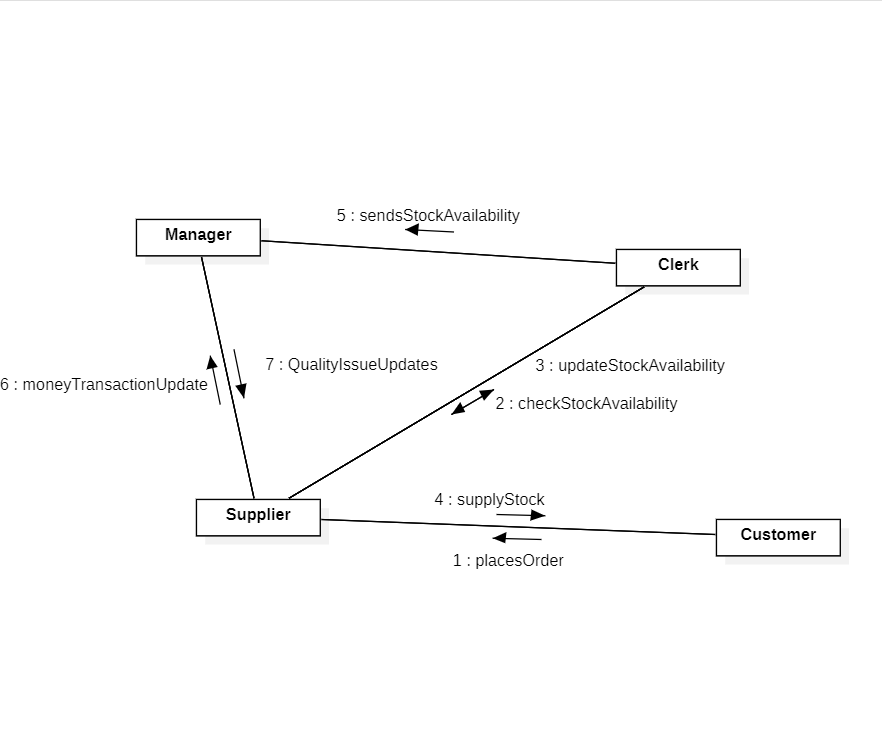 5 : sendsStockAvailability
Manager
Clerk
7 : QualityIssueUpdates
3 : updateStockAvailability
6 : moneyTransactionUpdate
2 : checkStockAvailability
4 : supplyStock
Supplier
Customer
1 : placesOrder